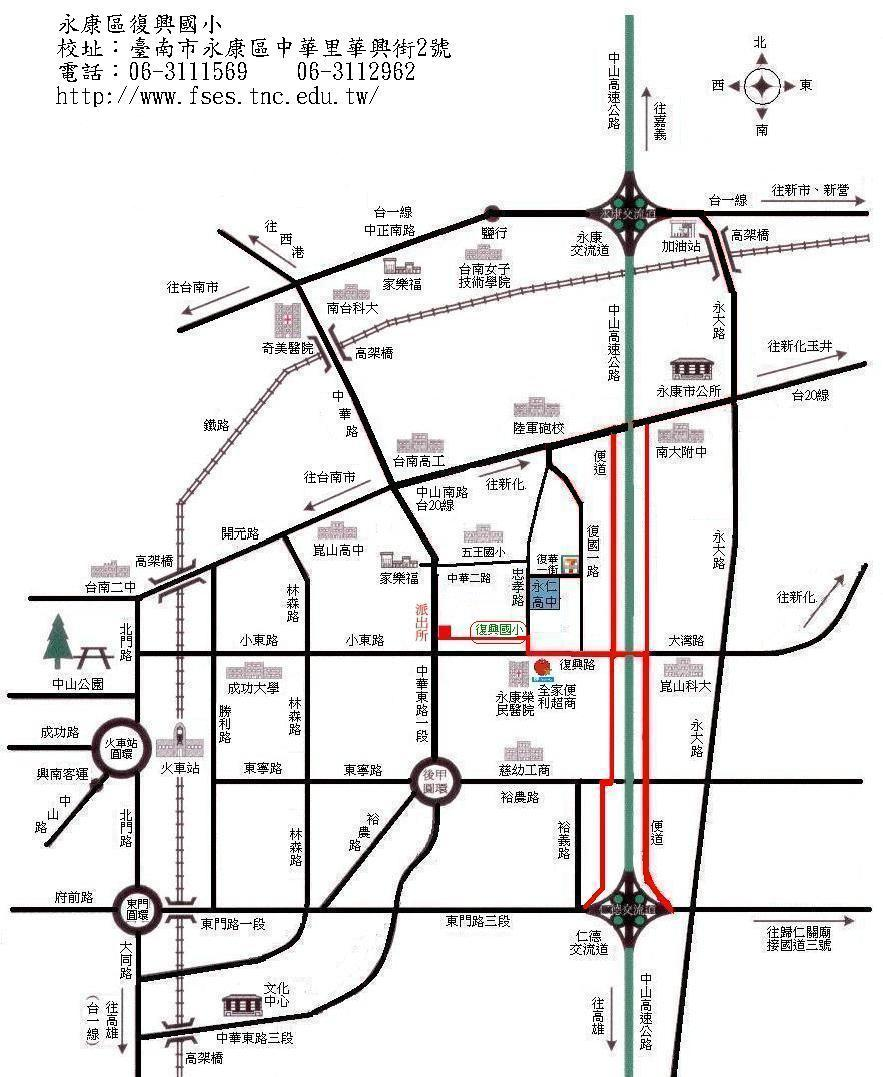 永康區復興國小
校址：臺南市永康區中華里華興街2號
電話：06-3111569 06-3112962
http://www.fses.tnc.edu.tw/
北
西
東
南
中山高速公路
往嘉義
台一線
往新市、新營
永康交流道
台一線
中正南路
鹽行
永康
交流道
加油站
高架橋
往西港
往台南市
家樂福
台南女子
技術學院
南台科大
奇美醫院
高架橋
中山高速公路
永大路
往新化玉井
永康市公所
台20線
中華路
鐵路
陸軍砲校
南大附中
台南高工
便道
往台南市
中山南路
台20線
往新化
開元路
崑山高中
五王國小
復國一路
永大路
高架橋
台南二中
家樂福
中華二路
忠孝路
復華
一街
永仁
高中
往新化
林森路
派出所
復興國小
北門路
小東路
小東路
復興路
大灣路
中山公園
成功大學
永康榮
民醫院
全家便
利超商
崑山科大
中華東路一段
林森路
勝利路
成功路
火車站
圓環
火車站
永大路
興南客運
東寧路
東寧路
後甲
圓環
慈幼工商
裕農路
中山路
北門路
林森路
裕農路
裕義路
便道
府前路
東門
圓環
東門路一段
東門路三段
仁德交流道
仁德
交流道
往歸仁關廟
接國道三號
大同路
文化
中心
往高雄
(台一線)
中華東路三段
高架橋
往高雄
中山高速公路